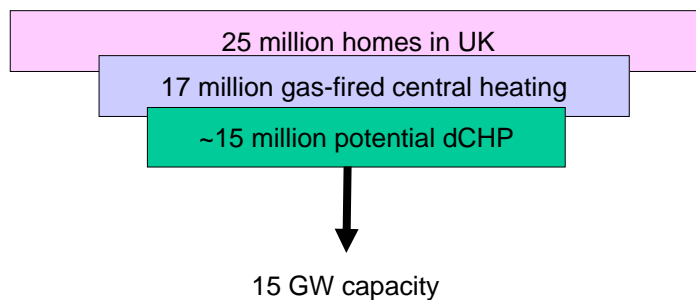 25 million homes in UK
17 million gas-fired central heating
~15 million potential dCHP
15 GW capacity